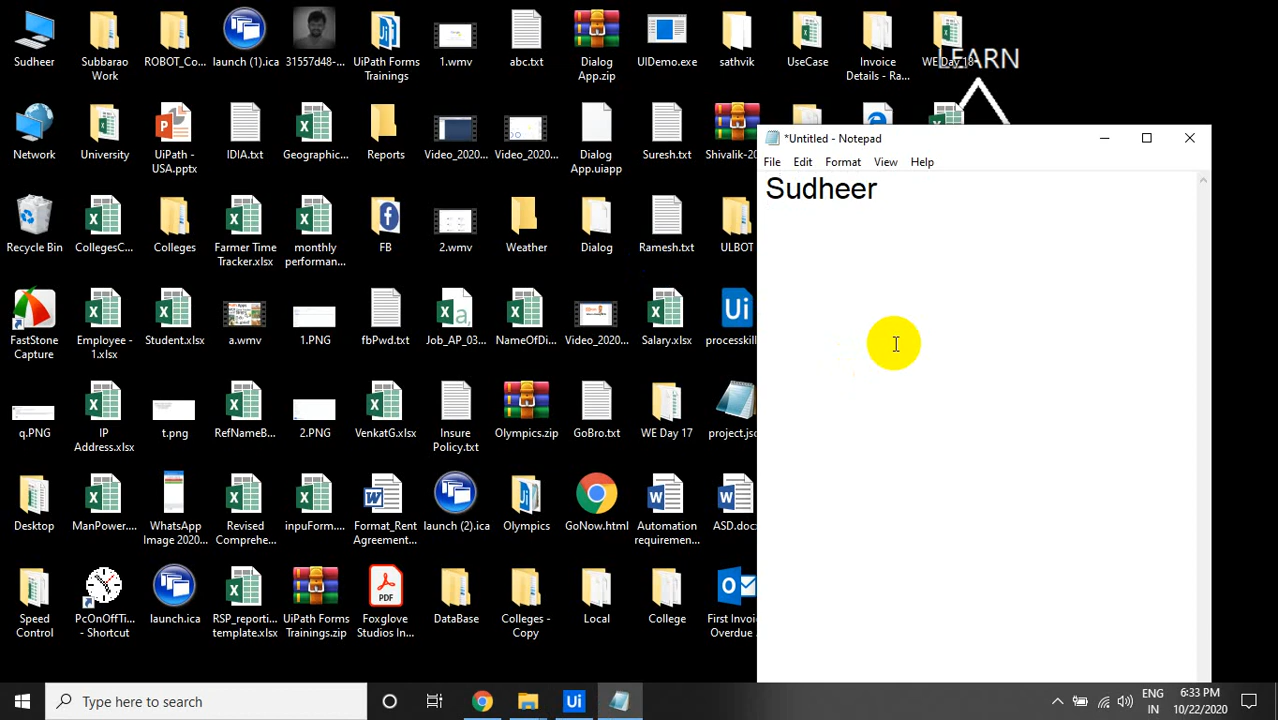 Sudheer
Subbarao
Work
ROBOT_Co...
launch (1).ica
31557d48-...
UiPath Forms
Trainings
1.wmv
abc.txt
Dialog
App.zip
UIDemo.exe
sathvik
UseCase
Invoice
Details - Ra...
WE Day 18
LEARN
Network
University
UiPath -
USA.pptx
IDIA.txt
Geographic...
Reports
Video_2020...
Video_2020...
Dialog
App.uiapp
Suresh.txt
Shivalik-20
Recycle Bin
CollegesC...
Colleges
Farmer Time
Tracker.xlsx
monthly
performan...
FB
2.wmv
Weather
Dialog
Ramesh.txt
ULBOT
FastStone
Capture
Employee -
1.xlsx
Student.xlsx
a.wmv
1.PNG
fbPwd.txt
Job_AP_03...
NameOfDi...
Video_2020...
Salary.xlsx
processkill
q.PNG
IP
Address.xlsx
t.png
RefNameB...
2.PNG
VenkatG.xlsx
Insure
Policy.txt
Olympics.zip
GoBro.txt
WE Day 17
project.jsc
Desktop
ManPower....
WhatsApp
Image 2020...
Revised
Comprehe...
inpuForm....
Format_Rent
Agreement...
launch (2).ica
Olympics
GoNow.html
Automation
requiremen...
ASD.docx
Speed
Control
PcOnOffTi...
- Shortcut
launch.ica
RSP_reporti...
template.xlsx
UiPath Forms
Trainings.zip
Foxglove
Studios In...
DataBase
Colleges -
Copy
Local
College
First Invoi
Overdue
*Untitled - Notepad
File Edit Format View Help
Sudheer
Type here to search
Ui
ENG
IN
6:33 PM
10/22/2020